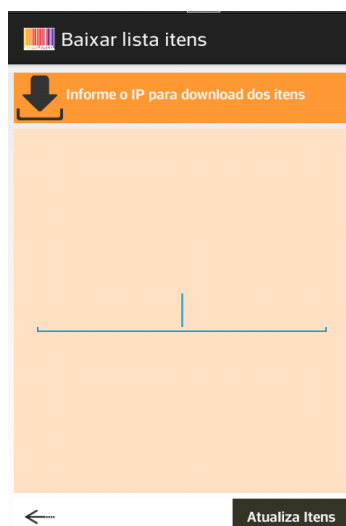 Baixar lista itens
Informe o IP para download dos itens
Atualiza Itens